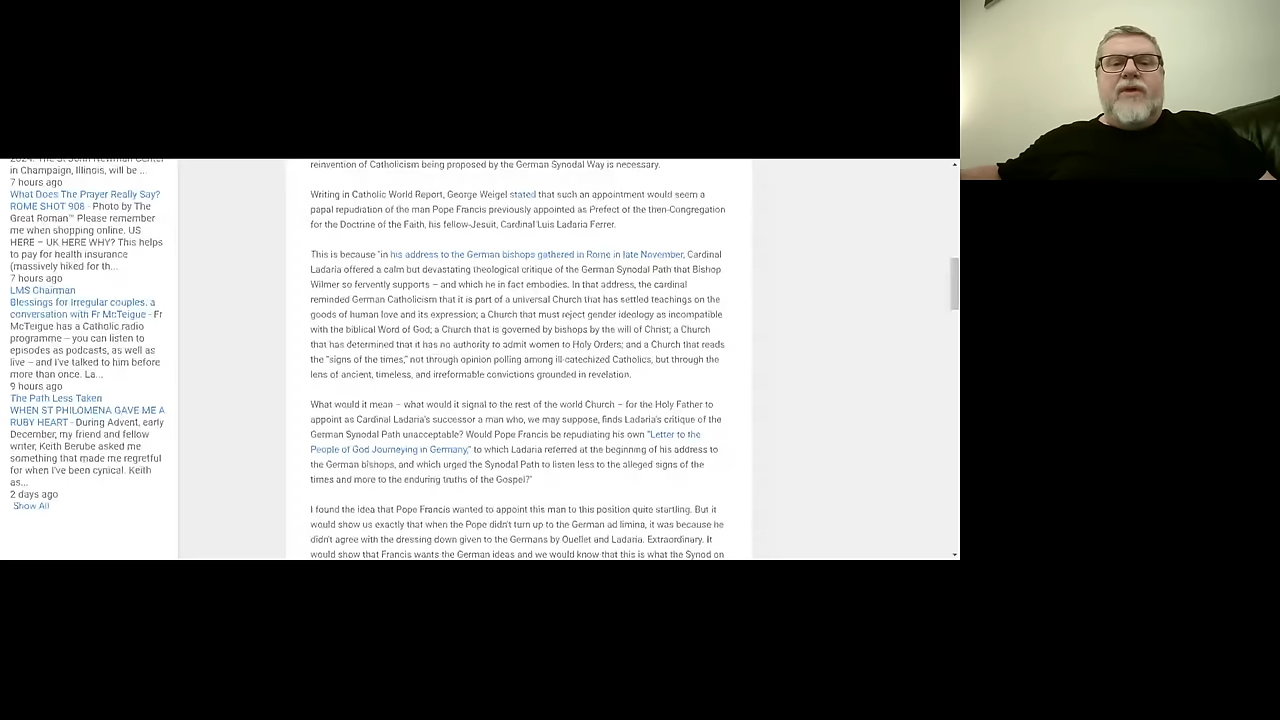 2024. The St John Newman Center
in Champaign, Illinois, will be ...
7 hours ago
What Does The Prayer Really Say?
ROME SHOT 908 - Photo by The
Great Roman™ Please remember
me when shopping online. US
HERE – UK HERE WHY? This helps
to pay for health insurance
(massively hiked for th...
7 hours ago
LMS Chairman
Blessings for Irregular couples: a
conversation with Fr McTeigue - Fr
McTeigue has a Catholic radio
programme – you can listen to
episodes as podcasts, as well as
live – and I've talked to him before
more than once. La...
9 hours ago
The Path Less Taken
WHEN ST PHILOMENA GAVE ME A
RUBY HEART - During Advent, early
December, my friend and fellow
writer, Keith Berube asked me
something that made me regretful
for when I've been cynical. Keith
as...
2 days ago
Show All
reinvention of Catholicism being proposed by the German Synodal Way is necessary.
Writing in Catholic World Report, George Weigel stated that such an appointment would seem a
papal repudiation of the man Pope Francis previously appointed as Prefect of the then-Congregation
for the Doctrine of the Faith, his fellow-Jesuit, Cardinal Luis Ladaria Ferrer.
This is because "in his address to the German bishops gathered in Rome in late November, Cardinal
Ladaria offered a calm but devastating theological critique of the German Synodal Path that Bishop
Wilmer so fervently supports – and which he in fact embodies. In that address, the cardinal
reminded German Catholicism that it is part of a universal Church that has settled teachings on the
goods of human love and its expression; a Church that must reject gender ideology as incompatible
with the biblical Word of God; a Church that is governed by bishops by the will of Christ; a Church
that has determined that it has no authority to admit women to Holy Orders; and a Church that reads
the "signs of the times," not through opinion polling among ill-catechized Catholics, but through the
lens of ancient, timeless, and irreformable convictions grounded in revelation.
What would it mean – what would it signal to the rest of the world Church – for the Holy Father to
appoint as Cardinal Ladaria's successor a man who, we may suppose, finds Ladaria's critique of the
German Synodal Path unacceptable? Would Pope Francis be repudiating his own "Letter to the
People of God Journeying in Germany," to which Ladaria referred at the beginning of his address to
the German bishops, and which urged the Synodal Path to listen less to the alleged signs of the
times and more to the enduring truths of the Gospel?"
I found the idea that Pope Francis wanted to appoint this man to this position quite startling. But it
would show us exactly that when the Pope didn't turn up to the German ad limina, it was because he
didn't agree with the dressing down given to the Germans by Ouellet and Ladaria. Extraordinary. It
would show that Francis wants the German ideas and we would know that this is what the Synod on